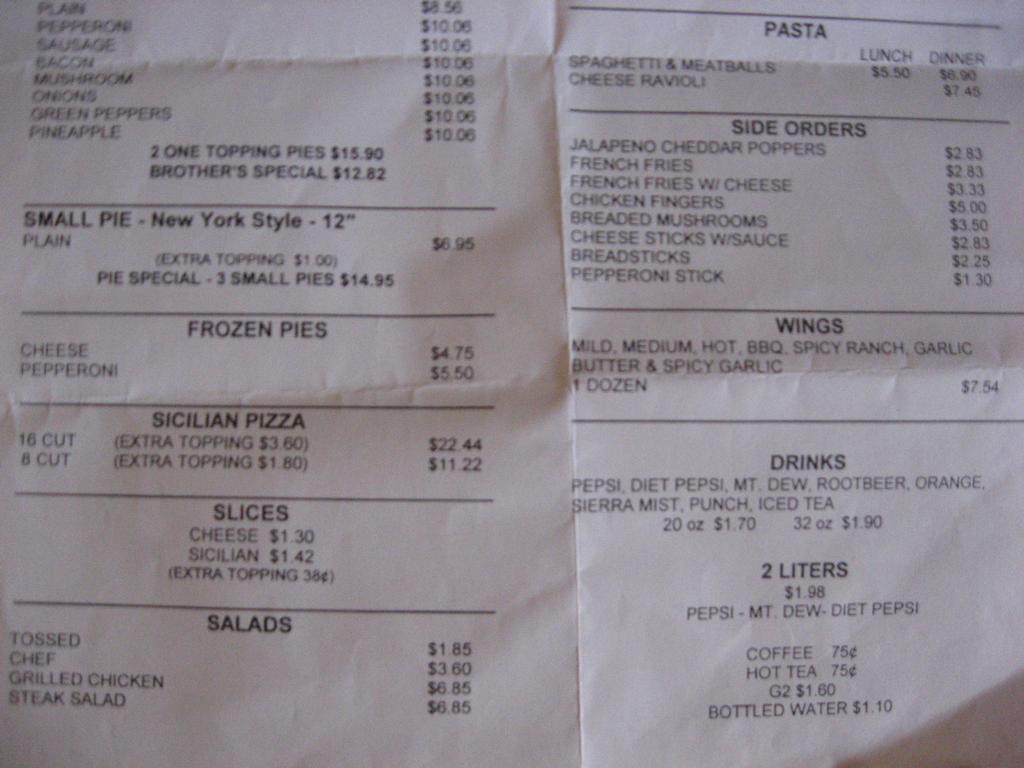 PLAIN $8.56
PEPPERONI $10.06
SAUSAGE $10.06
BACON $10.06
MUSHROOM $10.06
ONIONS $10.06
GREEN PEPPERS $10.06
PINEAPPLE $10.06
2 ONE TOPPING PIES $15.90
BROTHER'S SPECIAL $12.82
SMALL PIE - New York Style - 12"
PLAIN $6.95
(EXTRA TOPPING $1.00)
PIE SPECIAL - 3 SMALL PIES $14.95
FROZEN PIES
CHEESE $4.75
PEPPERONI $5.50
SICILIAN PIZZA
16 CUT (EXTRA TOPPING $3.60) $22.44
8 CUT (EXTRA TOPPING $1.80) $11.22
SLICES
CHEESE $1.30
SICILIAN $1.42
(EXTRA TOPPING 38¢)
SALADS
TOSSED $1.85
CHEF $3.60
GRILLED CHICKEN $6.85
STEAK SALAD $6.85
PASTA
LUNCH DINNER
SPAGHETTI & MEATBALLS $5.50 $6.90
CHEESE RAVIOLI $7.45
SIDE ORDERS
JALAPENO CHEDDAR POPPERS $2.83
FRENCH FRIES $2.83
FRENCH FRIES W/ CHEESE $3.33
CHICKEN FINGERS $5.00
BREADED MUSHROOMS $3.50
CHEESE STICKS W/SAUCE $2.83
BREADSTICKS $2.25
PEPPERONI STICK $1.30
WINGS
MILD, MEDIUM, HOT, BBQ, SPICY RANCH, GARLIC
BUTTER & SPICY GARLIC
1 DOZEN $7.54
DRINKS
PEPSI, DIET PEPSI, MT. DEW, ROOTBEER, ORANGE,
SIERRA MIST, PUNCH, ICED TEA
20 oz $1.70 32 oz $1.90
2 LITERS
$1.98
PEPSI - MT. DEW- DIET PEPSI
COFFEE 75¢
HOT TEA 75¢
G2 $1.60
BOTTLED WATER $1.10